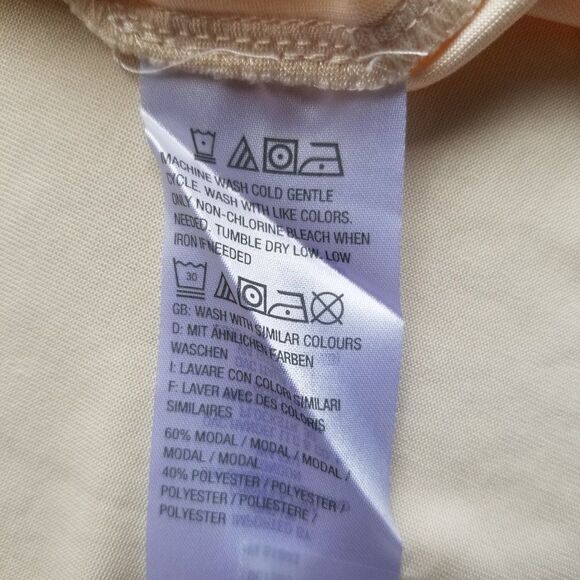 MACHINE WASH COLD GENTLE
CYCLE. WASH WITH LIKE COLORS.
ONLY NON-CHLORINE BLEACH WHEN
NEEDED, TUMBLE DRY LOW, LOW
IRON IF NEEDED
30
GB: WASH WITH SIMILAR COLOURS
D: MIT ÄHNLICHEN FARBEN
WASCHEN
I: LAVARE CON COLORI SIMILARI
F: LAVER AVEC DES COLORIS
SIMILAIRES
60% MODAL / MODAL / MODAL /
MODAL / MODAL
40% POLYESTER / POLYESTER /
POLYESTER / POLIESTERE /
POLYESTER